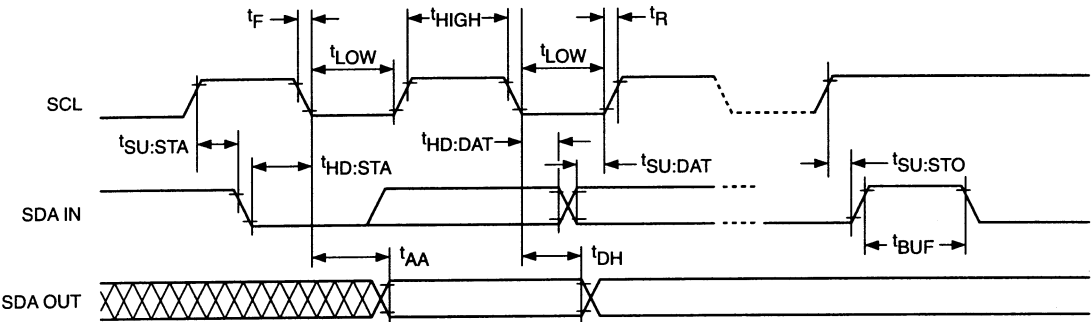 tF
tHIGH
tR
tLOW
tLOW
SCL
tSU:STA
tHD:STA
tHD:DAT
tSU:DAT
tSU:STO
SDA IN
tBUF
tAA
tDH
SDA OUT